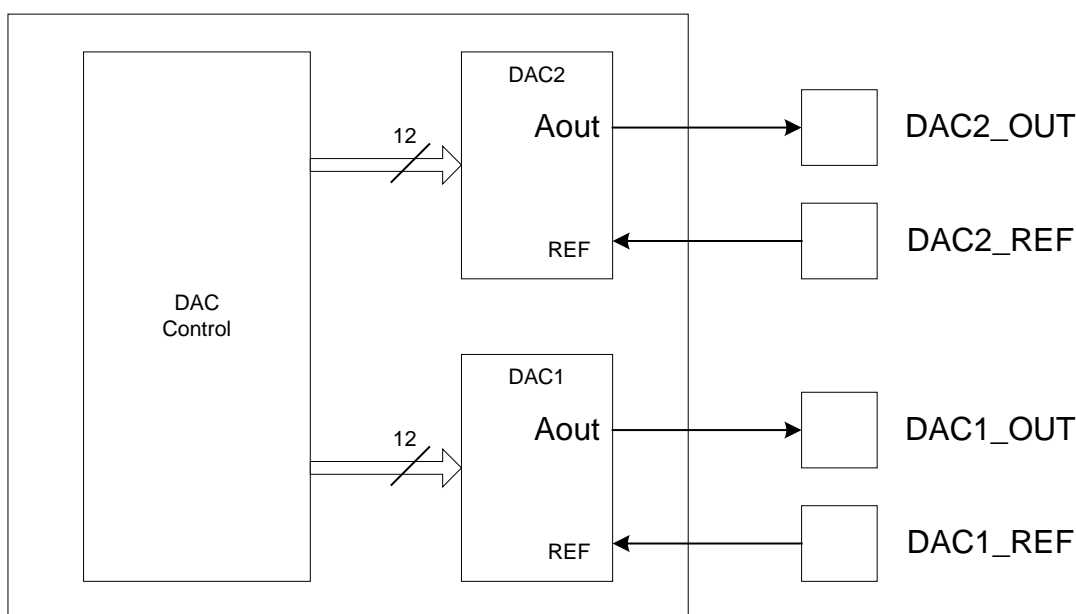 DAC2
Aout
DAC2_OUT
12
REF
DAC2_REF
DAC
Control
DAC1
Aout
DAC1_OUT
12
REF
DAC1_REF